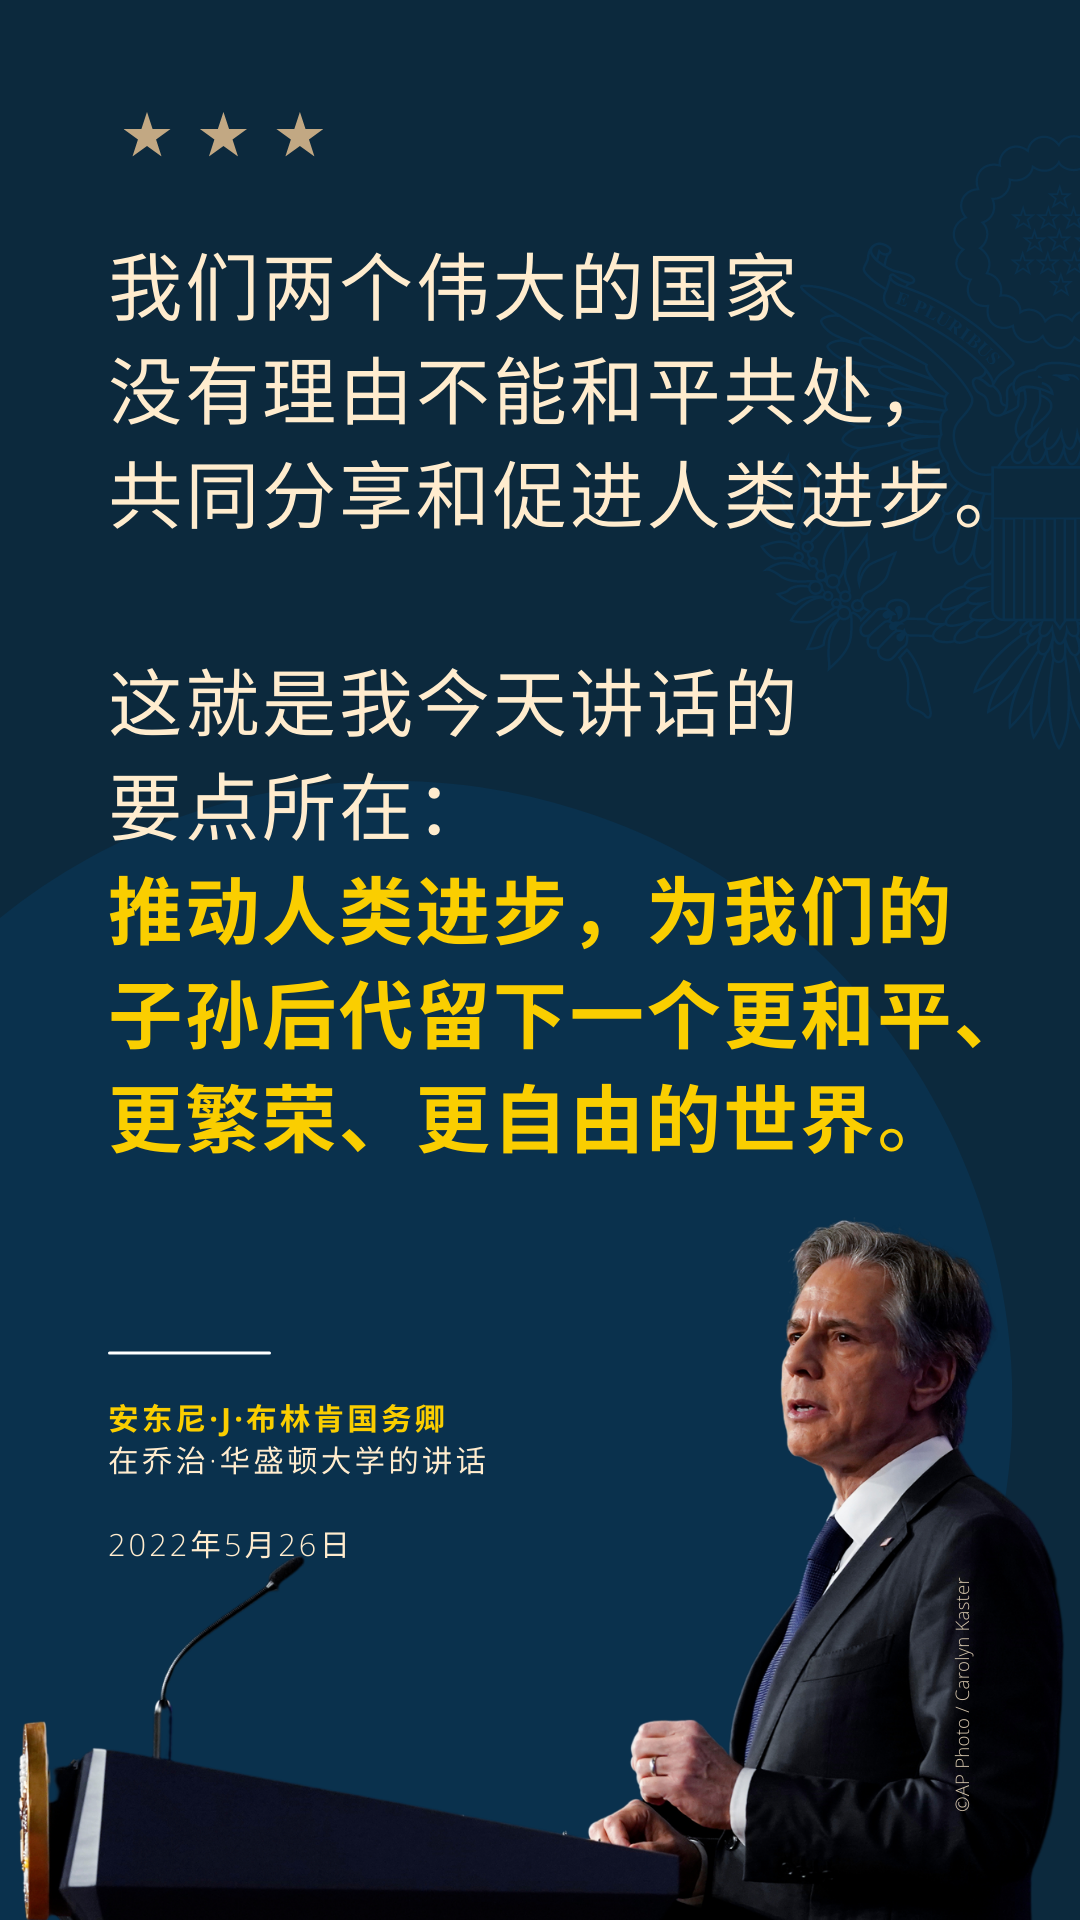 我们两个伟大的国家
没有理由不能和平共处，
共同分享和促进人类进步。
这就是我今天讲话的
要点所在：
推动人类进步，为我们的
子孙后代留下一个更和平、
更繁荣、更自由的世界。
安东尼·J·布林肯国务卿
在乔治·华盛顿大学的讲话
2022年5月26日
©AP Photo / Carolyn Kaster
E PLURIBUS